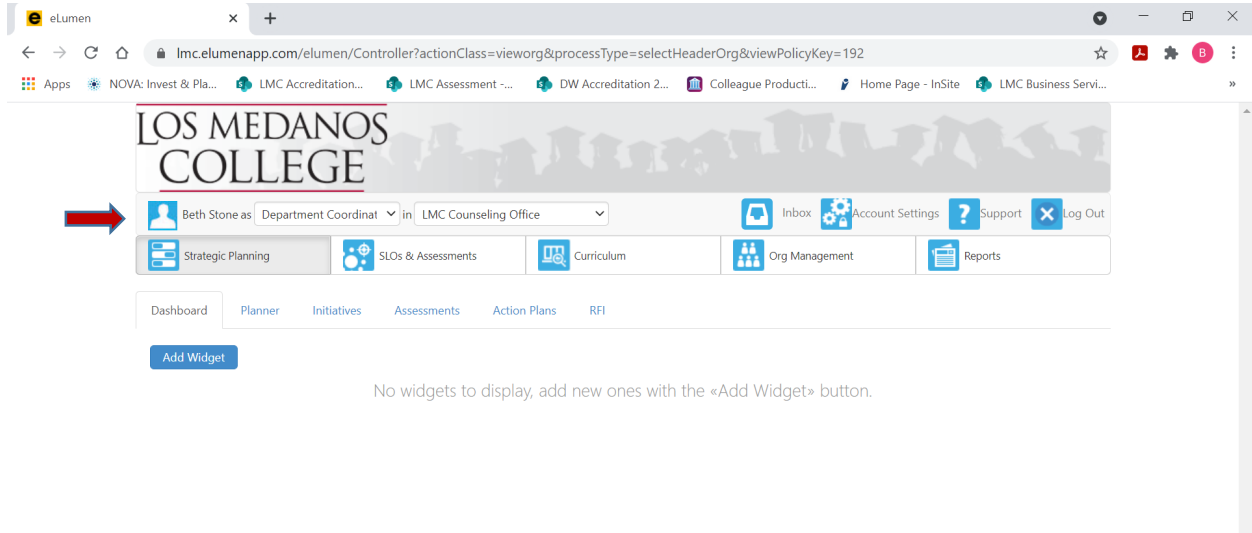 eLumen
lmc.elumenapp.com/elumen/Controller?actionClass=vieworg&processType=selectHeaderOrg&viewPolicyKey=192
B
Apps NOVA: Invest & Pla... LMC Accreditation... LMC Assessment -... DW Accreditation 2... Colleague Producti... Home Page - InSite LMC Business Servi... »
LOS MEDANOS
COLLEGE
Beth Stone as Department Coordinat in LMC Counseling Office Inbox Account Settings ? Support Log Out
Strategic Planning SLOs & Assessments Curriculum Org Management Reports
Dashboard Planner Initiatives Assessments Action Plans RFI
Add Widget
No widgets to display, add new ones with the «Add Widget» button.